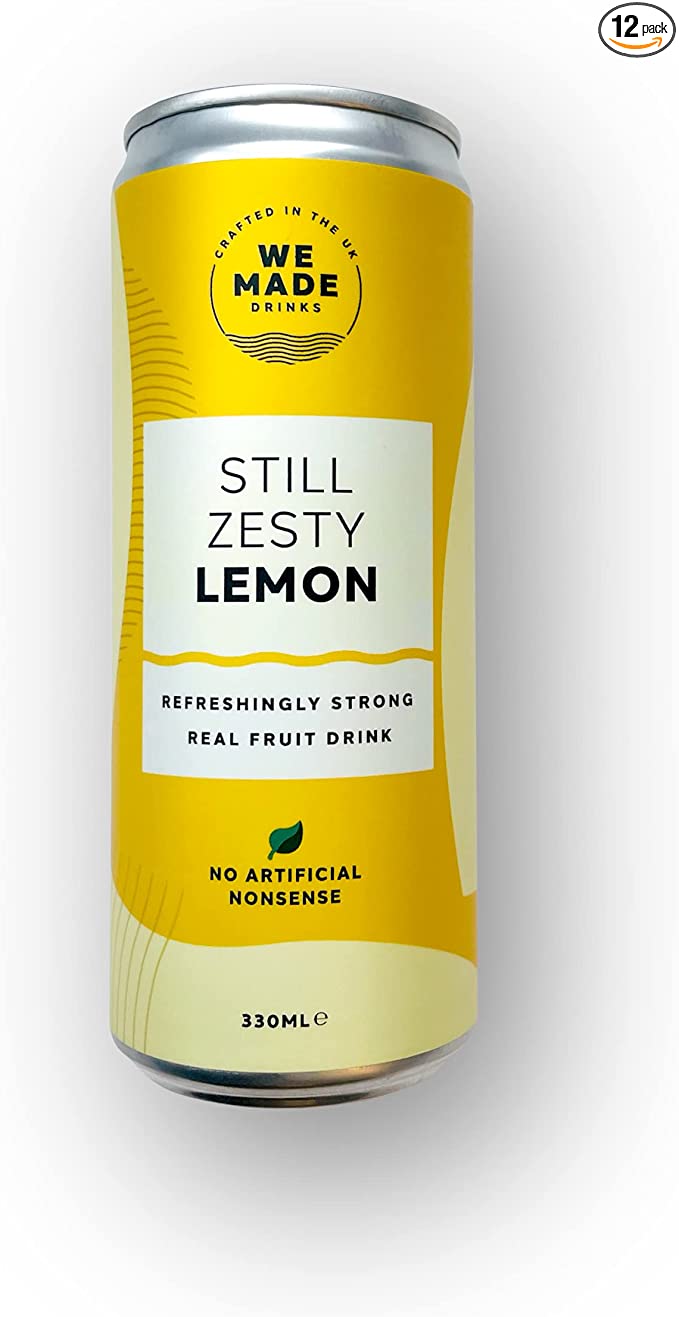 12 pack
CRAFTED IN THE UK
WE
MADE
DRINKS
STILL
ZESTY
LEMON
REFRESHINGLY STRONG
REAL FRUIT DRINK
NO ARTIFICIAL
NONSENSE
330ML℮